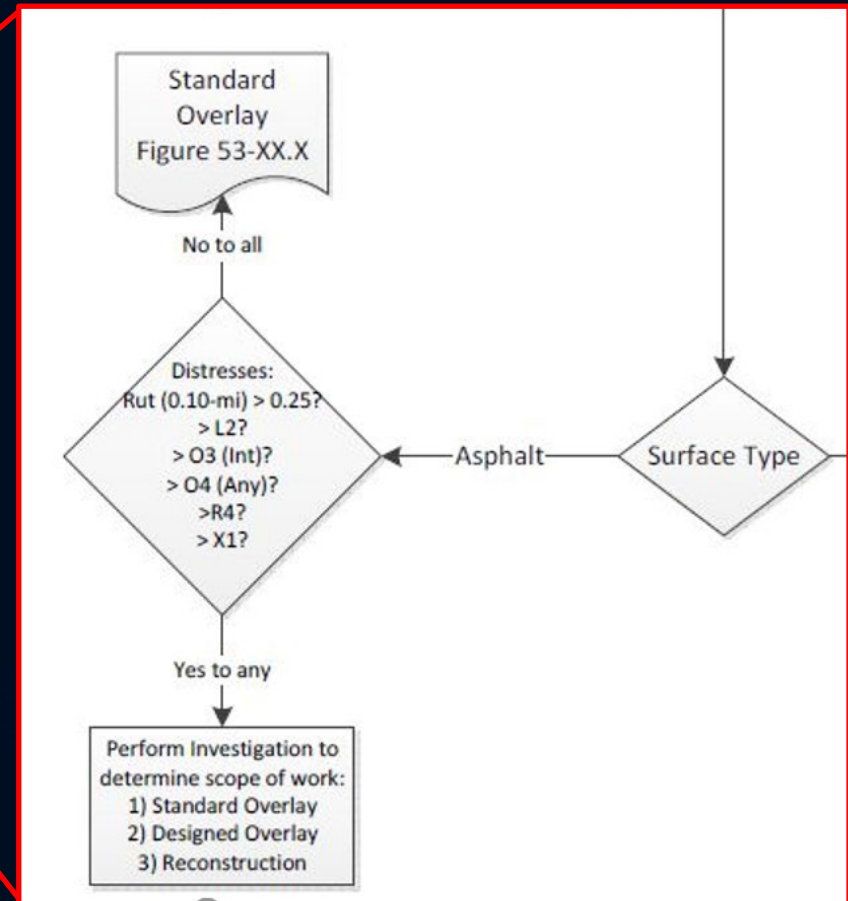 Standard
Overlay
Figure 53-XX.X
No to all
Distresses:
Rut (0.10-mi) > 0.25?
> L2?
> O3 (Int)?
> O4 (Any)?
>R4?
> X1?
Asphalt
Surface Type
Yes to any
Perform Investigation to
determine scope of work:
1) Standard Overlay
2) Designed Overlay
3) Reconstruction